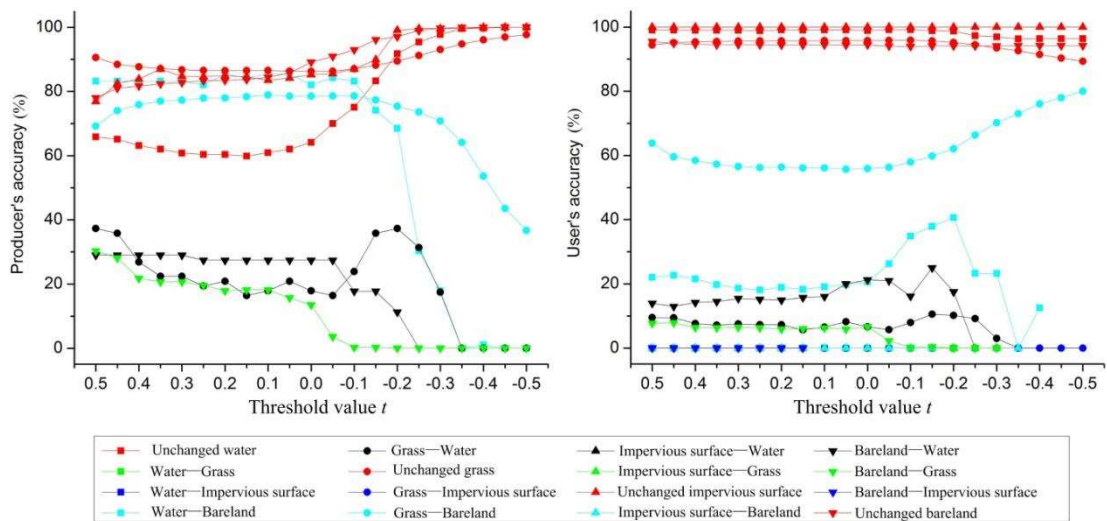 100
80
60
40
20
0
Producer's accuracy (%)
0.5 0.4 0.3 0.2 0.1 0.0 -0.1 -0.2 -0.3 -0.4 -0.5
Threshold value t
100
80
60
40
20
0
User's accuracy (%)
0.5 0.4 0.3 0.2 0.1 0.0 -0.1 -0.2 -0.3 -0.4 -0.5
Threshold value t
Unchanged water Grass—Water Impervious surface—Water Bareland—Water
Water—Grass Unchanged grass Impervious surface—Grass Bareland—Grass
Water—Impervious surface Grass—Impervious surface Unchanged impervious surface Bareland—Impervious surface
Water—Bareland Grass—Bareland Impervious surface—Bareland Unchanged bareland